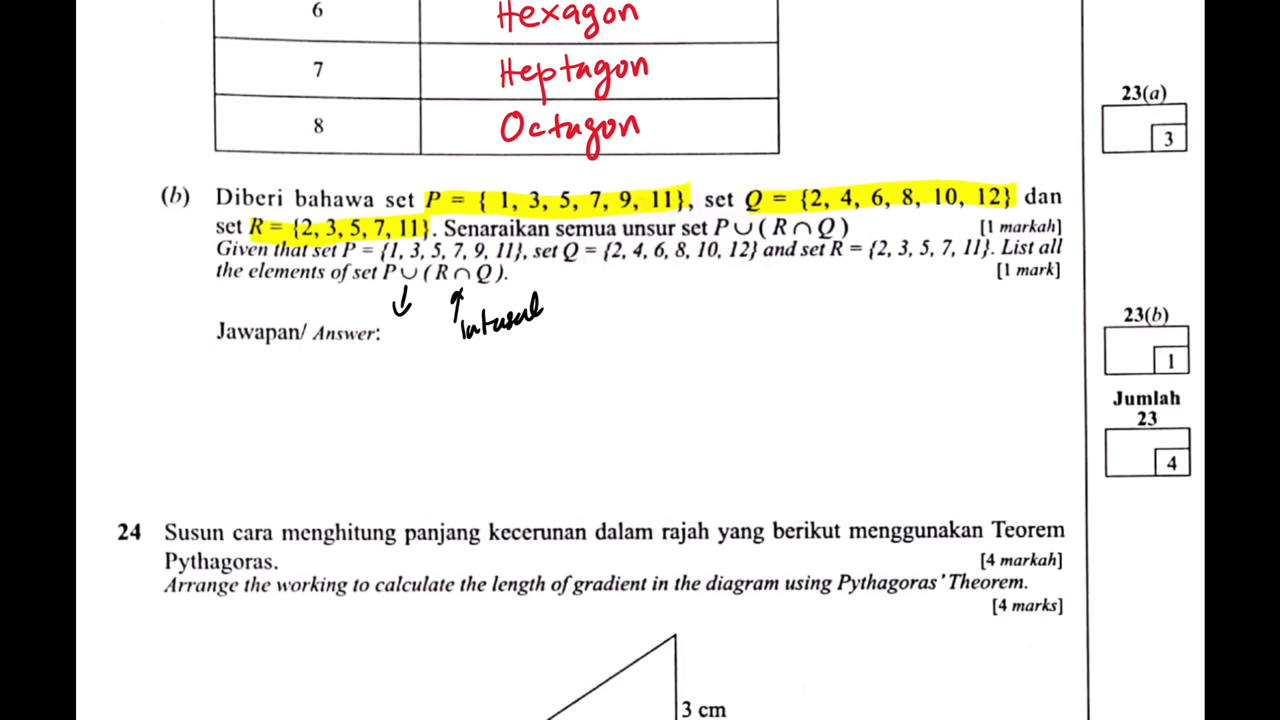 6 Hexagon
7 Heptagon
8 Octagon
23(a)
3
(b) Diberi bahawa set P = { 1, 3, 5, 7, 9, 11}, set Q = {2, 4, 6, 8, 10, 12} dan
set R = {2, 3, 5, 7, 11}. Senaraikan semua unsur set P ∪ ( R ∩ Q ) [1 markah]
Given that set P = {1, 3, 5, 7, 9, 11}, set Q = {2, 4, 6, 8, 10, 12} and set R = {2, 3, 5, 7, 11}. List all
the elements of set P ∪ ( R ∩ Q ). [1 mark]
Jawapan/ Answer:
23(b)
1
Jumlah
23
4
24 Susun cara menghitung panjang kecerunan dalam rajah yang berikut menggunakan Teorem
Pythagoras. [4 markah]
Arrange the working to calculate the length of gradient in the diagram using Pythagoras' Theorem.
[4 marks]
3 cm